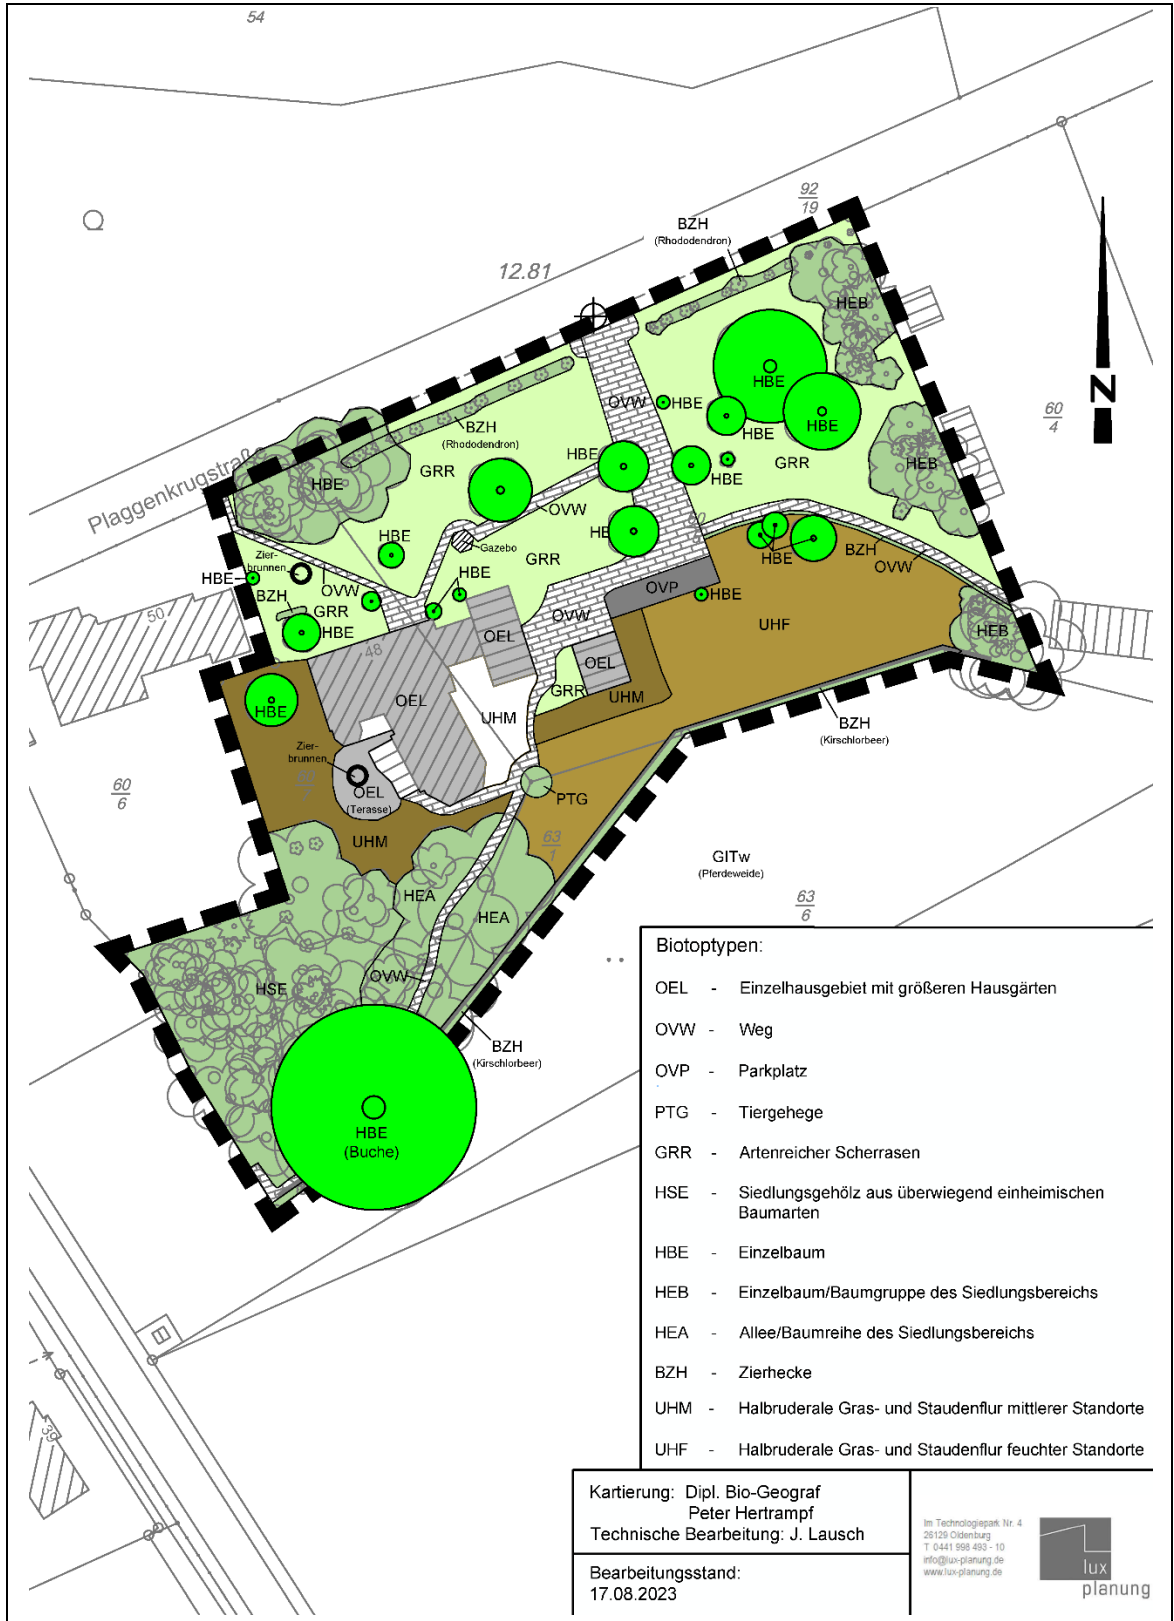 54
92
19
BZH
(Rhododendron)
12.81
HEB
N
HBE
OVW
HBE
HBE
HBE
60
4
BZH
(Rhododendron)
Plaggenkrugstraße
HBE
GRR
HBE
GRR
HEB
HBE
OVW
HBE
HBE
Gazebo
GRR
HBE
BZH
OVW
Zier-
brunnen
HBE
OVW
HBE
OVP
HBE
BZH
GRR
HBE
50
OVW
UHF
HEB
48
OEL
OEL
GRR
UHM
HBE
OEL
UHM
BZH
(Kirschlorbeer)
Zier-
brunnen
60
6
OEL
(Terasse)
PTG
UHM
63
1
GITw
(Pferdeweide)
63
6
HEA
HEA
HSE
OVW
BZH
(Kirschlorbeer)
HBE
(Buche)
39
Biotoptypen:
OEL - Einzelhausgebiet mit größeren Hausgärten
OVW - Weg
OVP - Parkplatz
PTG - Tiergehege
GRR - Artenreicher Scherrasen
HSE - Siedlungsgehölz aus überwiegend einheimischen
Baumarten
HBE - Einzelbaum
HEB - Einzelbaum/Baumgruppe des Siedlungsbereichs
HEA - Allee/Baumreihe des Siedlungsbereichs
BZH - Zierhecke
UHM - Halbruderale Gras- und Staudenflur mittlerer Standorte
UHF - Halbruderale Gras- und Staudenflur feuchter Standorte
Kartierung: Dipl. Bio-Geograf
Peter Hertrampf
Technische Bearbeitung: J. Lausch
Bearbeitungsstand:
17.08.2023
Im Technologiepark Nr. 4
26129 Oldenburg
T 0441 998 493 - 10
info@lux-planung.de
www.lux-planung.de
lux
planung